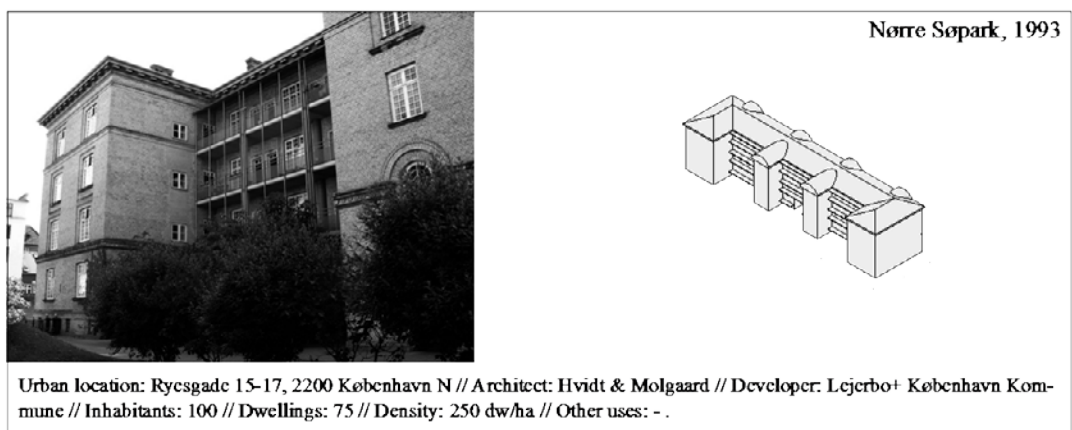 Nørre Søpark, 1993
Urban location: Ryesgade 15-17, 2200 København N // Architect: Hvidt & Molgaard // Developer: Lejerbo+ København Kom-
mune // Inhabitants: 100 // Dwellings: 75 // Density: 250 dw/ha // Other uses: - .